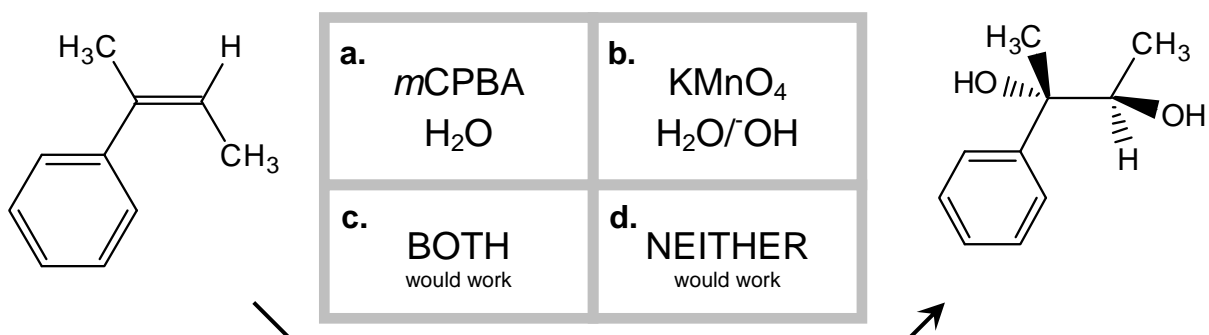 H₃C
H
CH₃
a.
mCPBA
H₂O
b.
KMnO₄
H₂O/⁻OH
c.
BOTH
would work
d.
NEITHER
would work
H₃C
CH₃
HO
OH
H